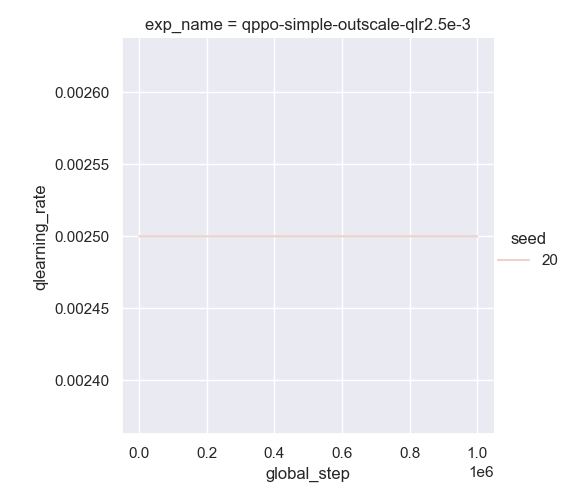 exp_name = qppo-simple-outscale-qlr2.5e-3
qlearning_rate
0.00260
0.00255
0.00250
0.00245
0.00240
0.0 0.2 0.4 0.6 0.8 1.0
1e6
global_step
seed
20